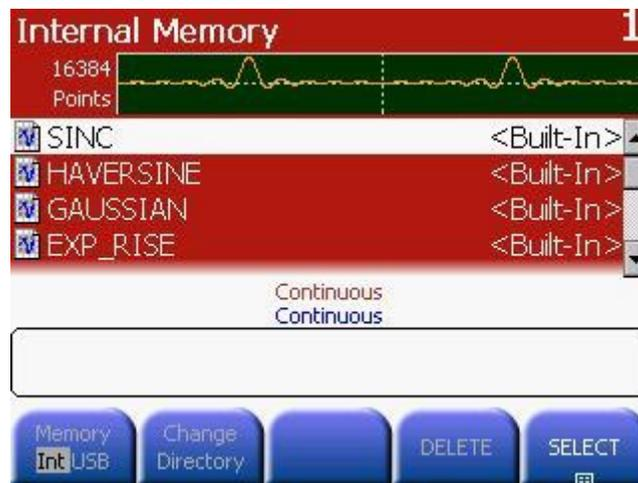 Internal Memory 1
16384
Points
SINC <Built-In>
HAVERSINE <Built-In>
GAUSSIAN <Built-In>
EXP_RISE <Built-In>
Continuous
Continuous
Memory
Int USB
Change
Directory
DELETE
SELECT